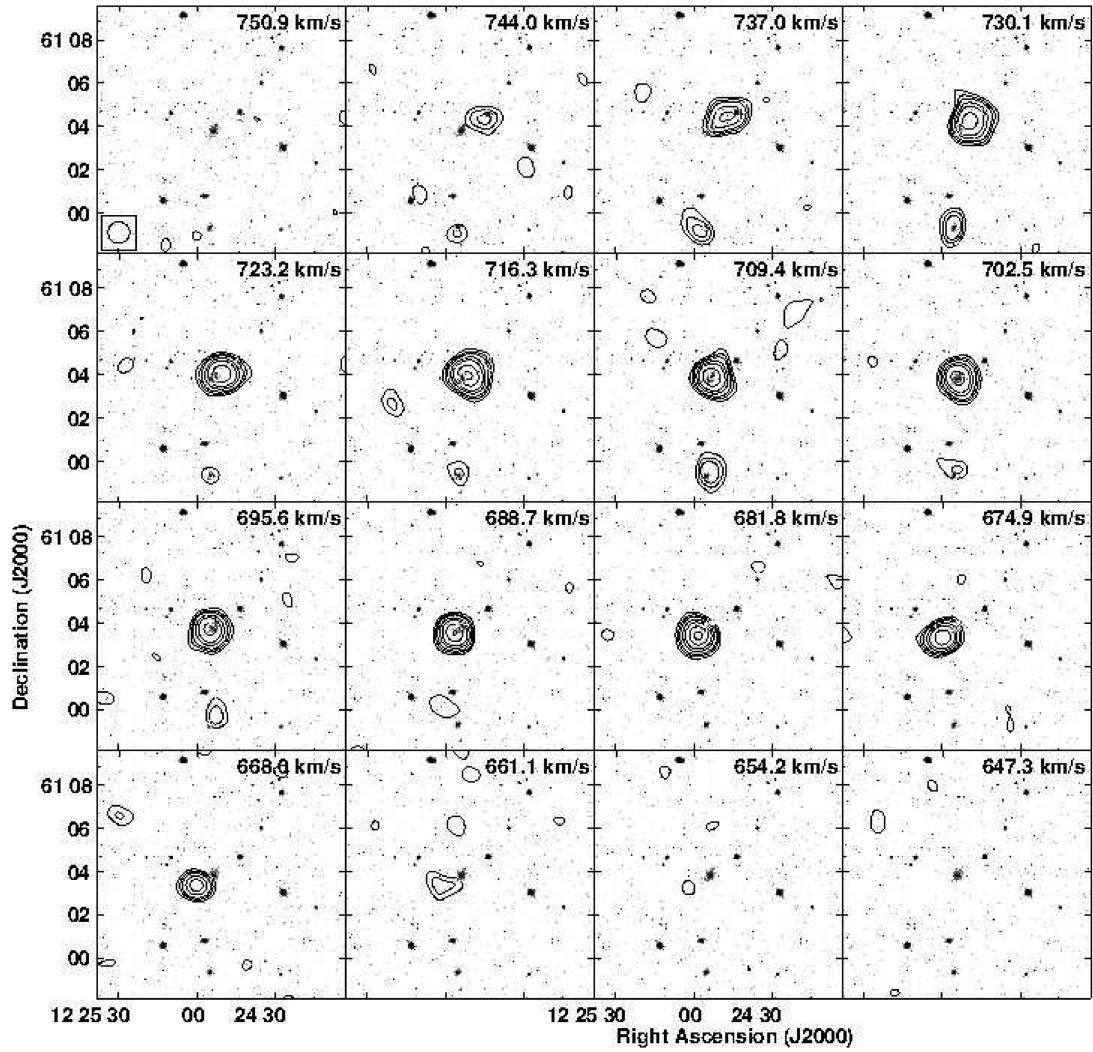 750.9 km/s 744.0 km/s 737.0 km/s 730.1 km/s
61 08
06
04
02
00
723.2 km/s 716.3 km/s 709.4 km/s 702.5 km/s
61 08
06
04
02
00
695.6 km/s 688.7 km/s 681.8 km/s 674.9 km/s
61 08
06
04
02
00
668.0 km/s 661.1 km/s 654.2 km/s 647.3 km/s
61 08
06
04
02
00
Declination (J2000)
12 25 30 00 24 30 12 25 30 00 24 30
Right Ascension (J2000)